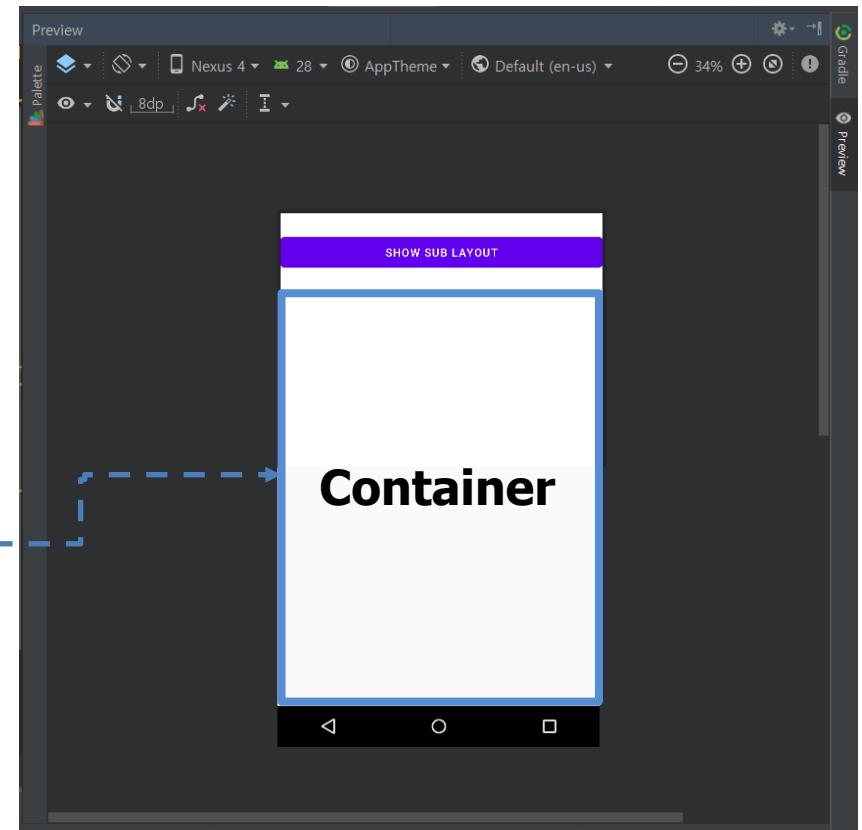 Preview
Nexus 4 28 AppTheme Default (en-us) 34%
8dp
Palette
Gradle
Preview
SHOW SUB LAYOUT
Container